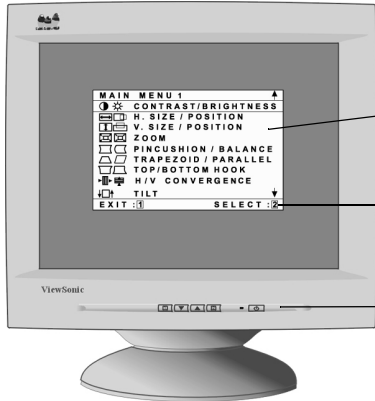 MAIN MENU 1
CONTRAST/BRIGHTNESS
H. SIZE / POSITION
V. SIZE / POSITION
ZOOM
PINCUSHION / BALANCE
TRAPEZOID / PARALLEL
TOP/BOTTOM HOOK
H/V CONVERGENCE
TILT
EXIT :1 SELECT :2
ViewSonic